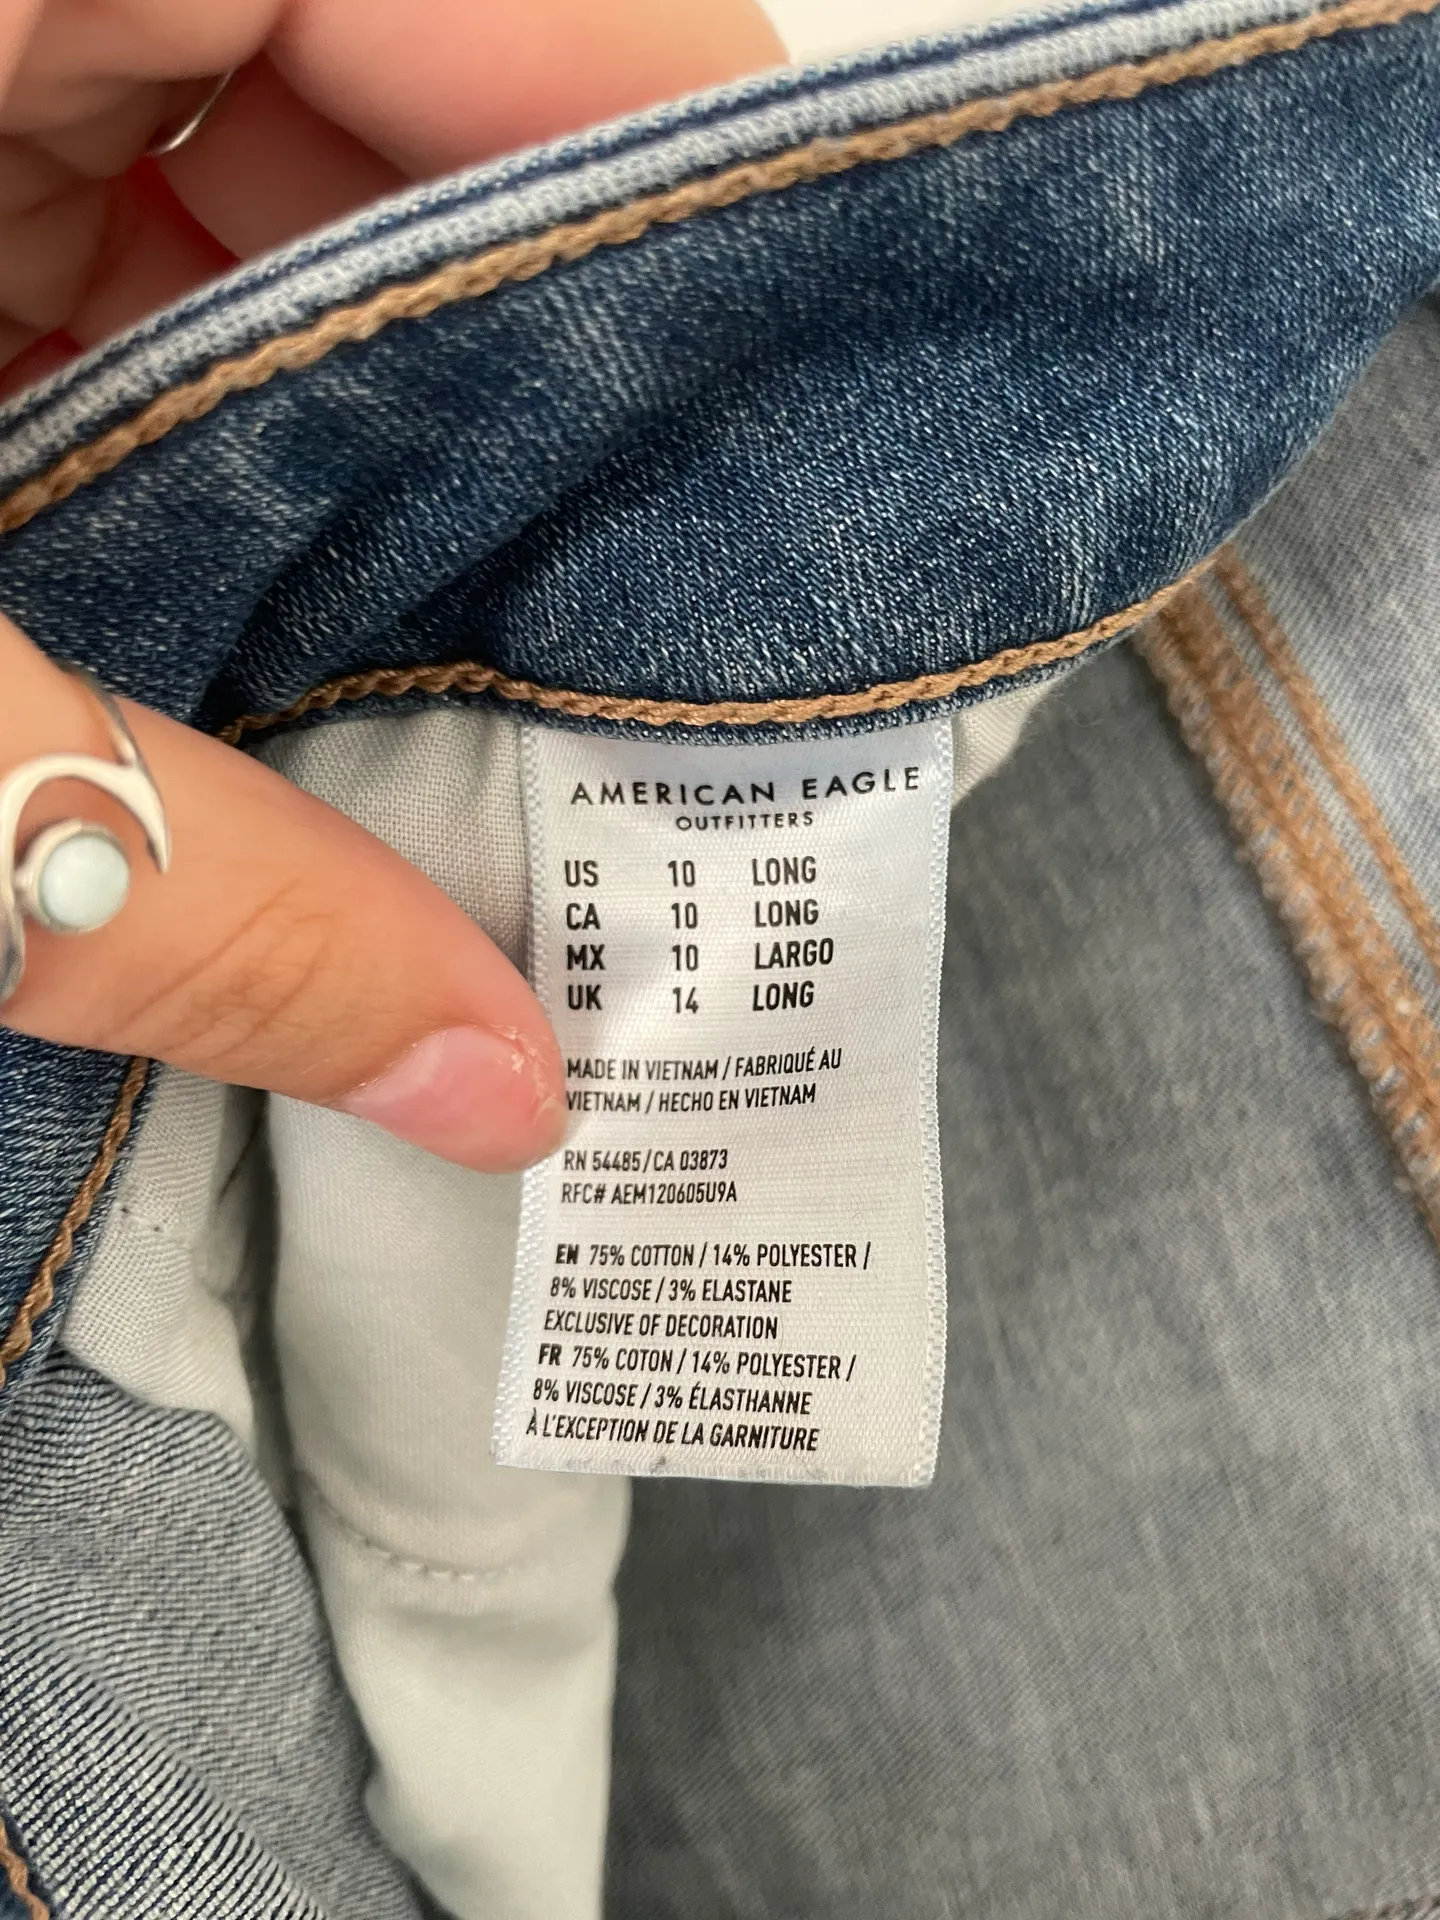 AMERICAN EAGLE
OUTFITTERS
US 10 LONG
CA 10 LONG
MX 10 LARGO
UK 14 LONG
MADE IN VIETNAM / FABRIQUÉ AU
VIETNAM / HECHO EN VIETNAM
RN 54485/CA 03873
RFC# AEM120605U9A
EN 75% COTTON / 14% POLYESTER /
8% VISCOSE / 3% ELASTANE
EXCLUSIVE OF DECORATION
FR 75% COTON / 14% POLYESTER /
8% VISCOSE / 3% ÉLASTHANNE
À L'EXCEPTION DE LA GARNITURE